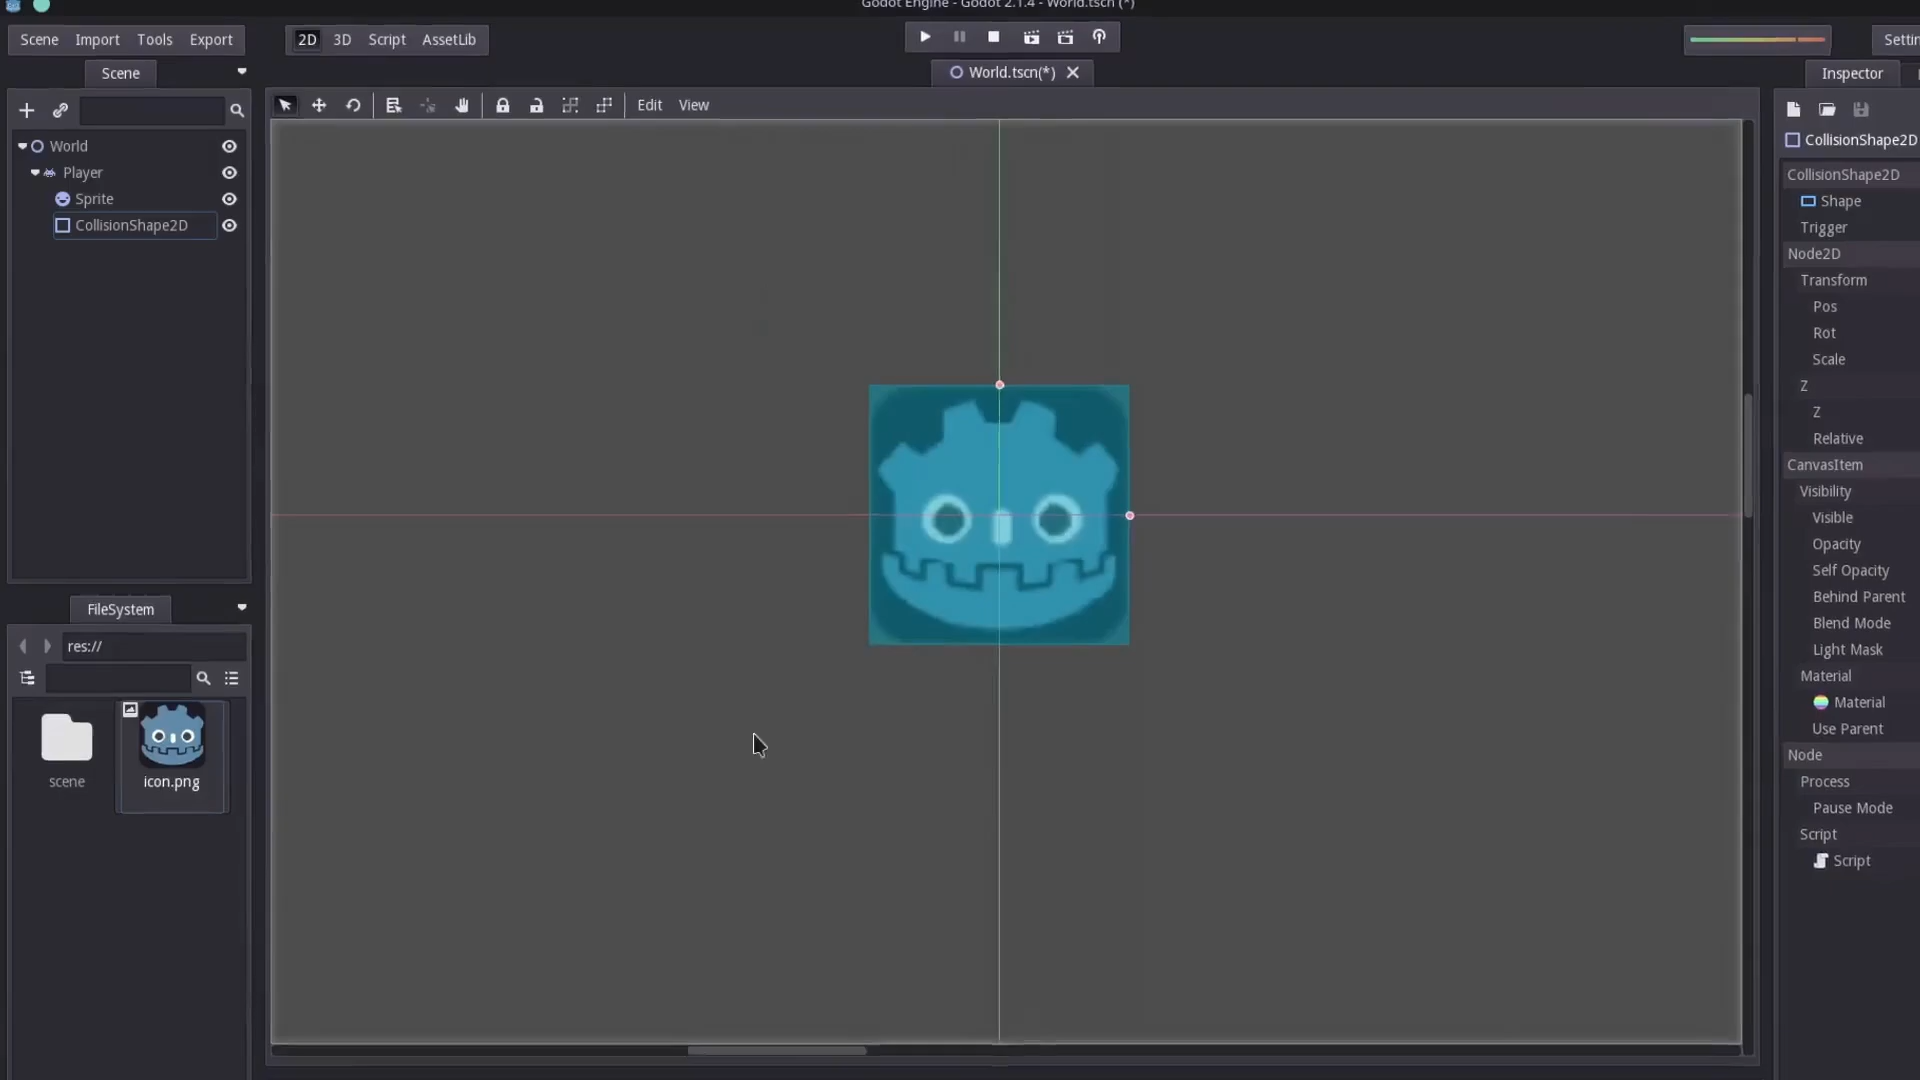 Godot Engine - Godot 2.1.4 - World.tscn (*)
Scene Import Tools Export
2D 3D Script AssetLib
Scene
World.tscn(*)
Inspector
Edit View
World
Player
Sprite
CollisionShape2D
CollisionShape2D
CollisionShape2D
Shape
Trigger
Node2D
Transform
Pos
Rot
Scale
Z
Z
Relative
CanvasItem
Visibility
Visible
Opacity
Self Opacity
Behind Parent
Blend Mode
Light Mask
Material
Material
Use Parent
Node
Process
Pause Mode
Script
Script
FileSystem
res://
scene
icon.png